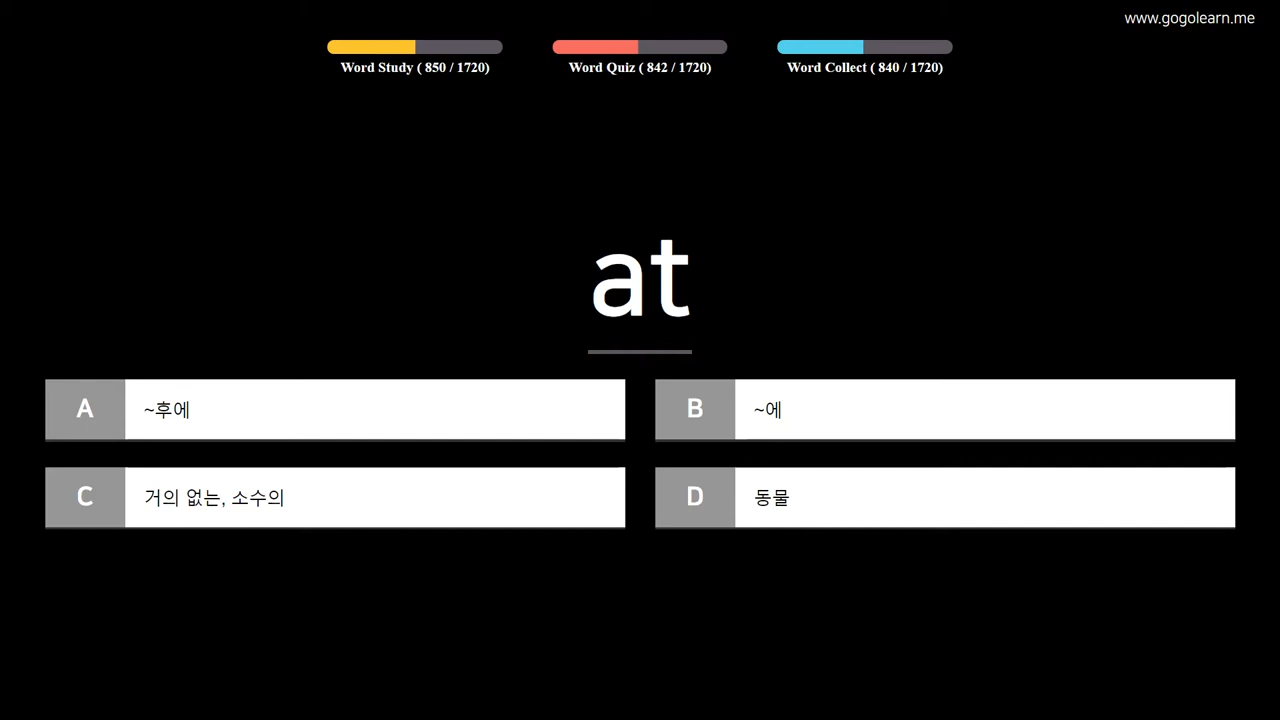 www.gogolearn.me
Word Study ( 850 / 1720)
Word Quiz ( 842 / 1720)
Word Collect ( 840 / 1720)
at
A ~후에
B ~에
C 거의 없는, 소수의
D 동물